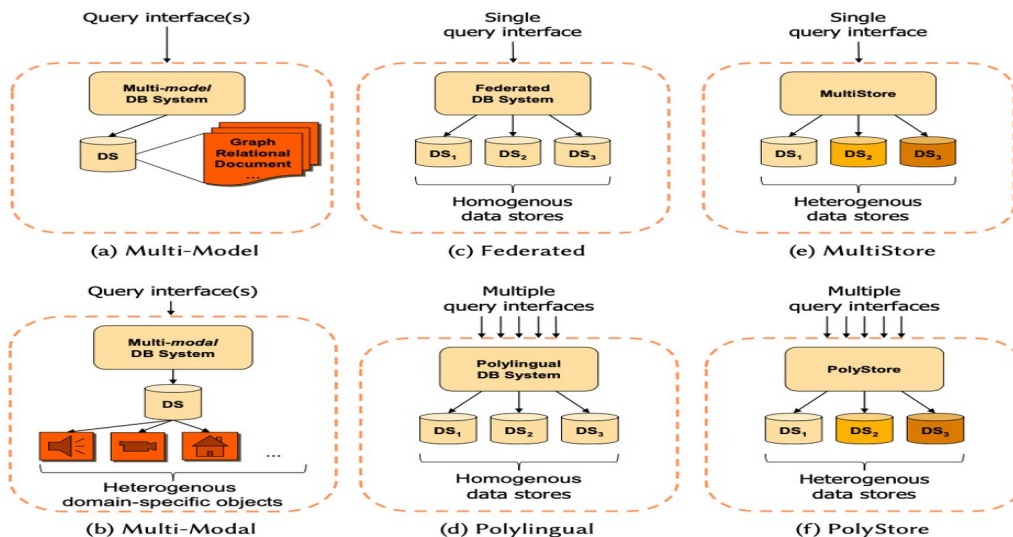 Query interface(s)
Multi-model
DB System
DS
Graph
Relational
Document
...
(a) Multi-Model
Single
query interface
Federated
DB System
DS1 DS2 DS3
Homogenous
data stores
(c) Federated
Single
query interface
MultiStore
DS1 DS2 DS3
Heterogenous
data stores
(e) MultiStore
Query interface(s)
Multi-modal
DB System
DS
...
Heterogenous
domain-specific objects
(b) Multi-Modal
Multiple
query interfaces
Polylingual
DB System
DS1 DS2 DS3
Homogenous
data stores
(d) Polylingual
Multiple
query interfaces
PolyStore
DS1 DS2 DS3
Heterogenous
data stores
(f) PolyStore